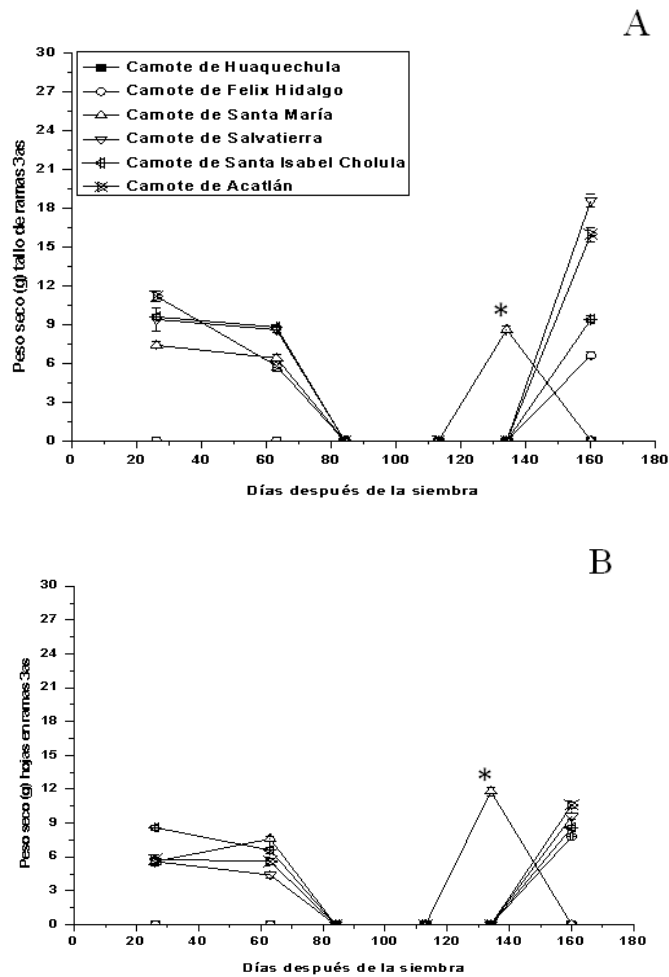 A
Peso seco (g) tallo de ramas 3as
30
27
24
21
18
15
12
9
6
3
0
Camote de Huaquechula
Camote de Felix Hidalgo
Camote de Santa María
Camote de Salvatierra
Camote de Santa Isabel Cholula
Camote de Acatlán
*
0 20 40 60 80 100 120 140 160 180
Días después de la siembra
B
Peso seco (g) hojas en ramas 3as
30
27
24
21
18
15
12
9
6
3
0
*
0 20 40 60 80 100 120 140 160 180
Días después de la siembra